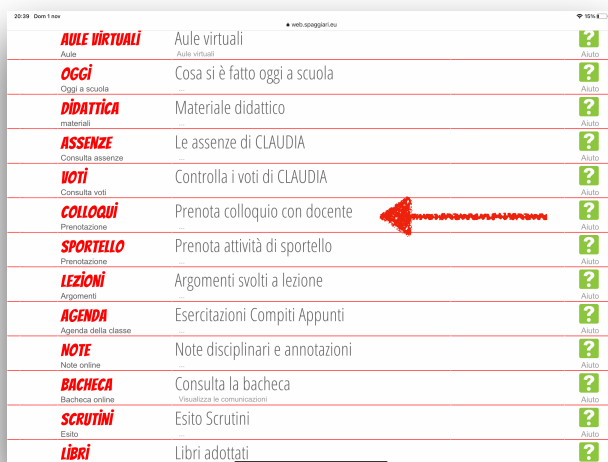 20:39 Dom 1 nov
web.spaggiari.eu
15%
AULE VIRTUALI Aule virtuali ?
Aule Aule virtuali Aiuto
OGGI Cosa si è fatto oggi a scuola ?
Oggi a scuola ... Aiuto
DIDATTICA Materiale didattico ?
materiali ... Aiuto
ASSENZE Le assenze di CLAUDIA ?
Consulta assenze ... Aiuto
VOTI Controlla i voti di CLAUDIA ?
Consulta voti ... Aiuto
COLLOQUI Prenota colloquio con docente ?
Prenotazione ... Aiuto
SPORTELLO Prenota attività di sportello ?
Prenotazione ... Aiuto
LEZIONI Argomenti svolti a lezione ?
Argomenti ... Aiuto
AGENDA Esercitazioni Compiti Appunti ?
Agenda della classe ... Aiuto
NOTE Note disciplinari e annotazioni ?
Note online ... Aiuto
BACHECA Consulta la bacheca ?
Bacheca online Visualizza le comunicazioni Aiuto
SCRUTINI Esito Scrutini ?
Esito ... Aiuto
LIBRI Libri adottati ?